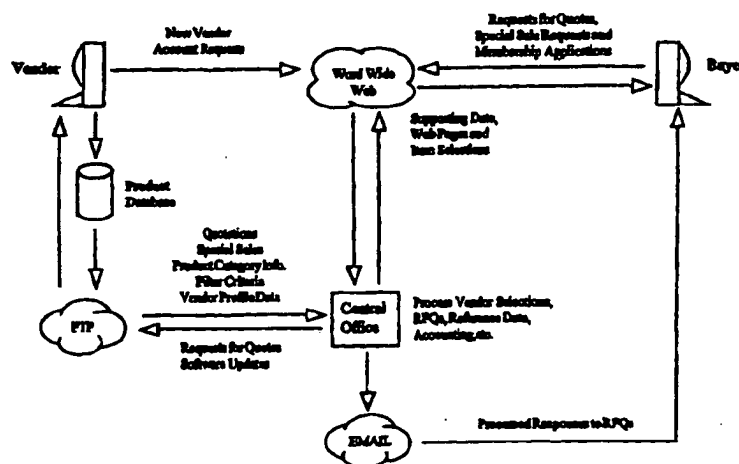 New Vendor
Account Requests
Requests for Quotes,
Special Sale Requests and
Membership Applications
Vendor
Word Wide
Web
Buye
Supporting Data,
Web Pages and
Item Selections
Product
Database
Quotations
Special Sales
Product Category Info.
Filter Criteria
Vendor Profile Data
FTP
Central
Office
Process Vendor Selections,
RFQs, Reference Data,
Accounting, etc.
Requests for Quotes
Software Updates
EMAIL
Processed Responses to RFQs